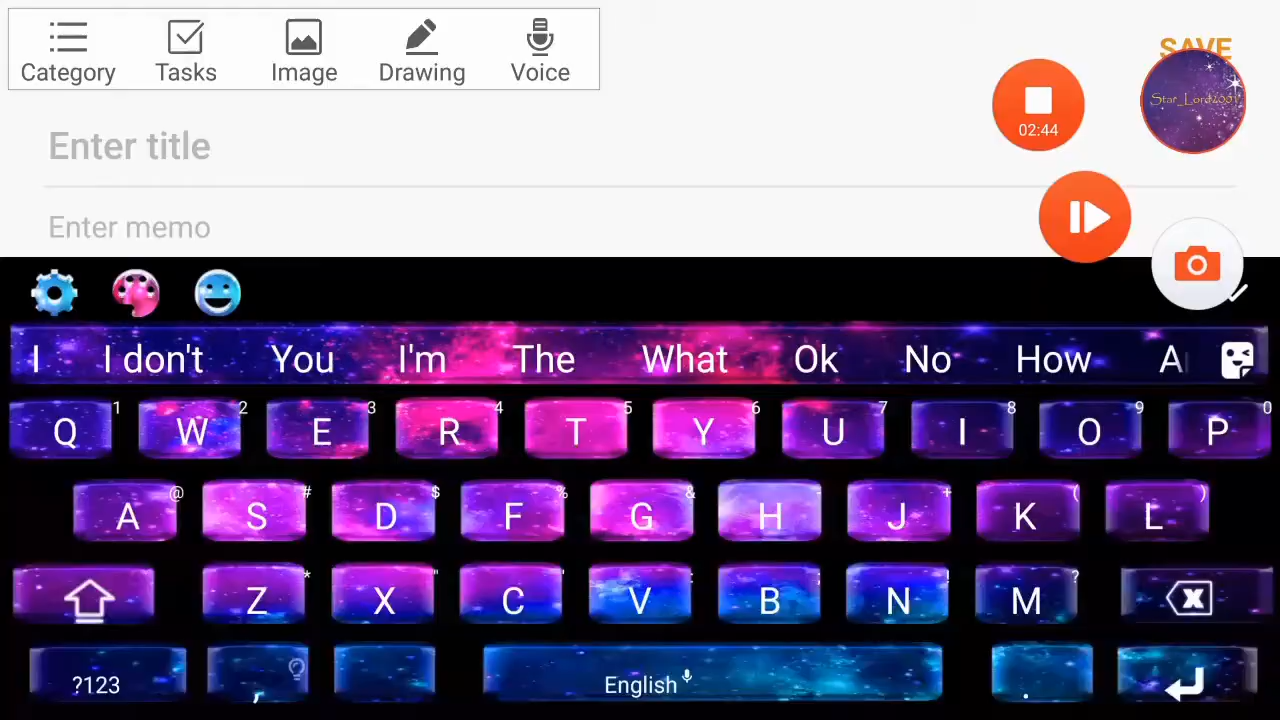 Category Tasks Image Drawing Voice
SAVE
Star_Lord2001
02:44
Enter title
Enter memo
I I don't You I'm The What Ok No How A
Q 1 W 2 E 3 R 4 T 5 Y 6 U 7 I 8 O 9 P 0
A @ S # D $ F % G & H - J + K ( L )
Z * X " C ' V : B ; N ! M ?
?123 , English .